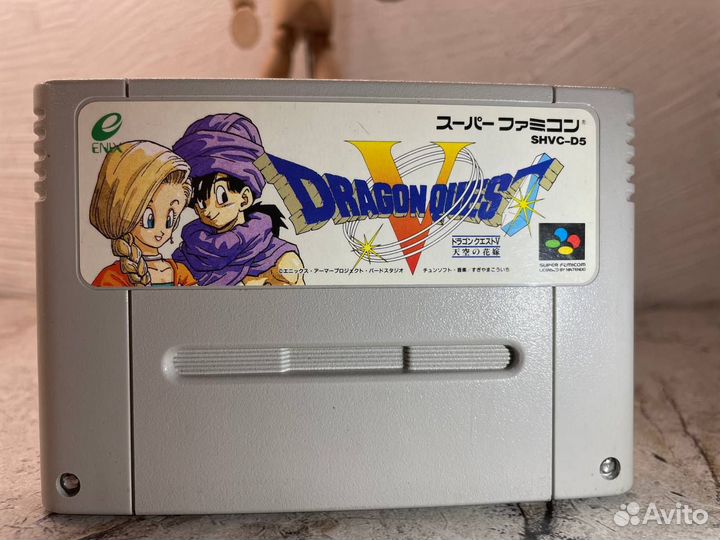 ENIX
スーパーファミコン®
SHVC-D5
DRAGON QUEST
V
ドラゴンクエストV
天空の花嫁
©エニックス・アーマープロジェクト・バードスタジオ チュンソフト・音楽:すぎやまこういち
SUPER FAMICOM
LICENSED BY NINTENDO
Avito